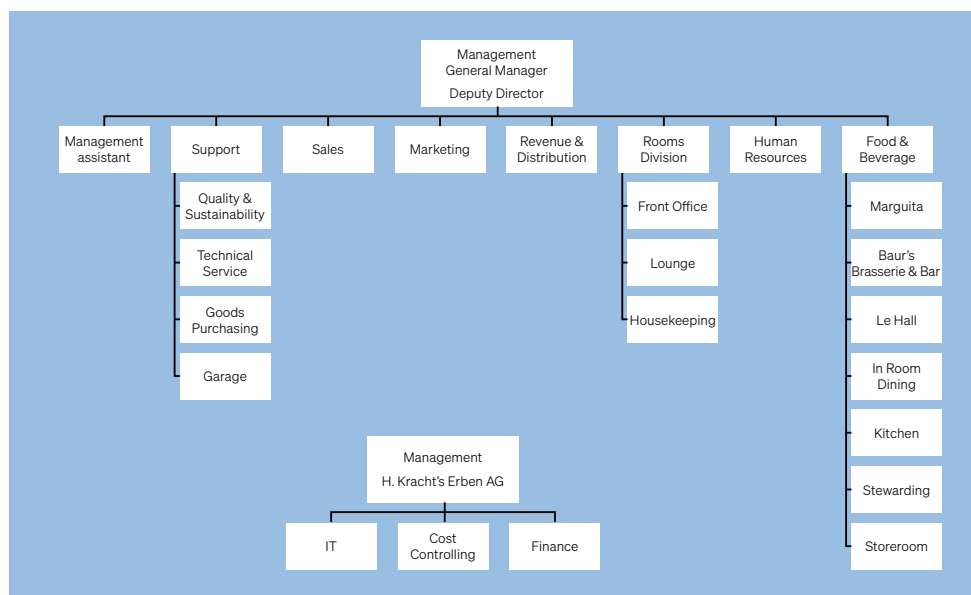 Management
General Manager
Deputy Director
Management
assistant
Support
Sales
Marketing
Revenue &
Distribution
Rooms
Division
Human
Resources
Food &
Beverage
Quality &
Sustainability
Technical
Service
Goods
Purchasing
Garage
Front Office
Lounge
Housekeeping
Marguita
Baur's
Brasserie & Bar
Le Hall
In Room
Dining
Kitchen
Stewarding
Storeroom
Management
H. Kracht's Erben AG
IT
Cost
Controlling
Finance